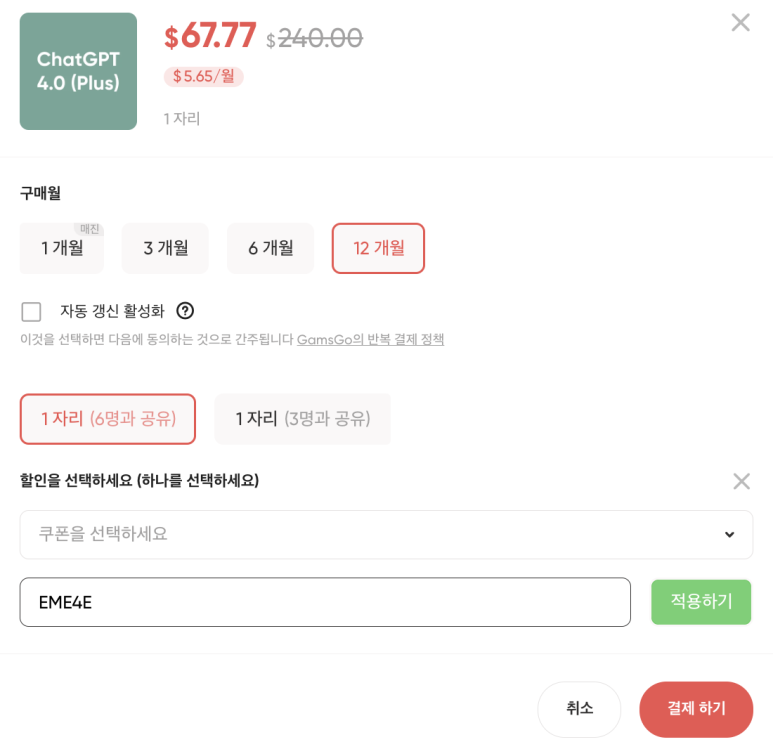 ChatGPT
4.0 (Plus)
$67.77 $240.00
$5.65/월
1 자리
구매월
매진
1 개월
3 개월
6 개월
12 개월
자동 갱신 활성화 ?
이것을 선택하면 다음에 동의하는 것으로 간주됩니다 GamsGo의 반복 결제 정책
1 자리 (6명과 공유)
1 자리 (3명과 공유)
할인을 선택하세요 (하나를 선택하세요)
쿠폰을 선택하세요
EME4E
적용하기
취소
결제 하기